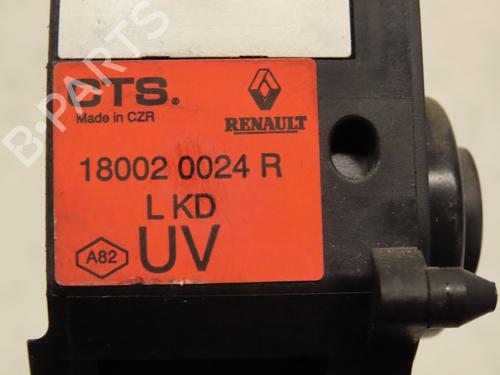 CTS.
Made in CZR
RENAULT
18002 0024 R
L KD
A82
UV
B-PARTS